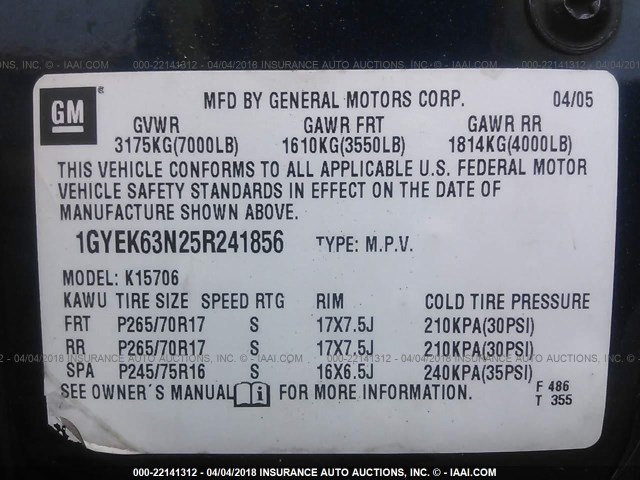 000-22141312 - 04/04/2018 INSURANCE AUTO AUCTIONS, INC. - © IAAI.COM
GM ®
MFD BY GENERAL MOTORS CORP. 04/05
GVWR GAWR FRT GAWR RR
3175KG(7000LB) 1610KG(3550LB) 1814KG(4000LB)
THIS VEHICLE CONFORMS TO ALL APPLICABLE U.S. FEDERAL MOTOR
VEHICLE SAFETY STANDARDS IN EFFECT ON THE DATE OF
MANUFACTURE SHOWN ABOVE.
1GYEK63N25R241856 TYPE: M.P.V.
MODEL: K15706
KAWU TIRE SIZE SPEED RTG RIM COLD TIRE PRESSURE
FRT P265/70R17 S 17X7.5J 210KPA(30PSI)
RR P265/70R17 S 17X7.5J 210KPA(30PSI)
SPA P245/75R16 S 16X6.5J 240KPA(35PSI)
SEE OWNER'S MANUAL i FOR MORE INFORMATION.
F 486
T 355
000-22141312 - 04/04/2018 INSURANCE AUTO AUCTIONS, INC. - © IAAI.COM